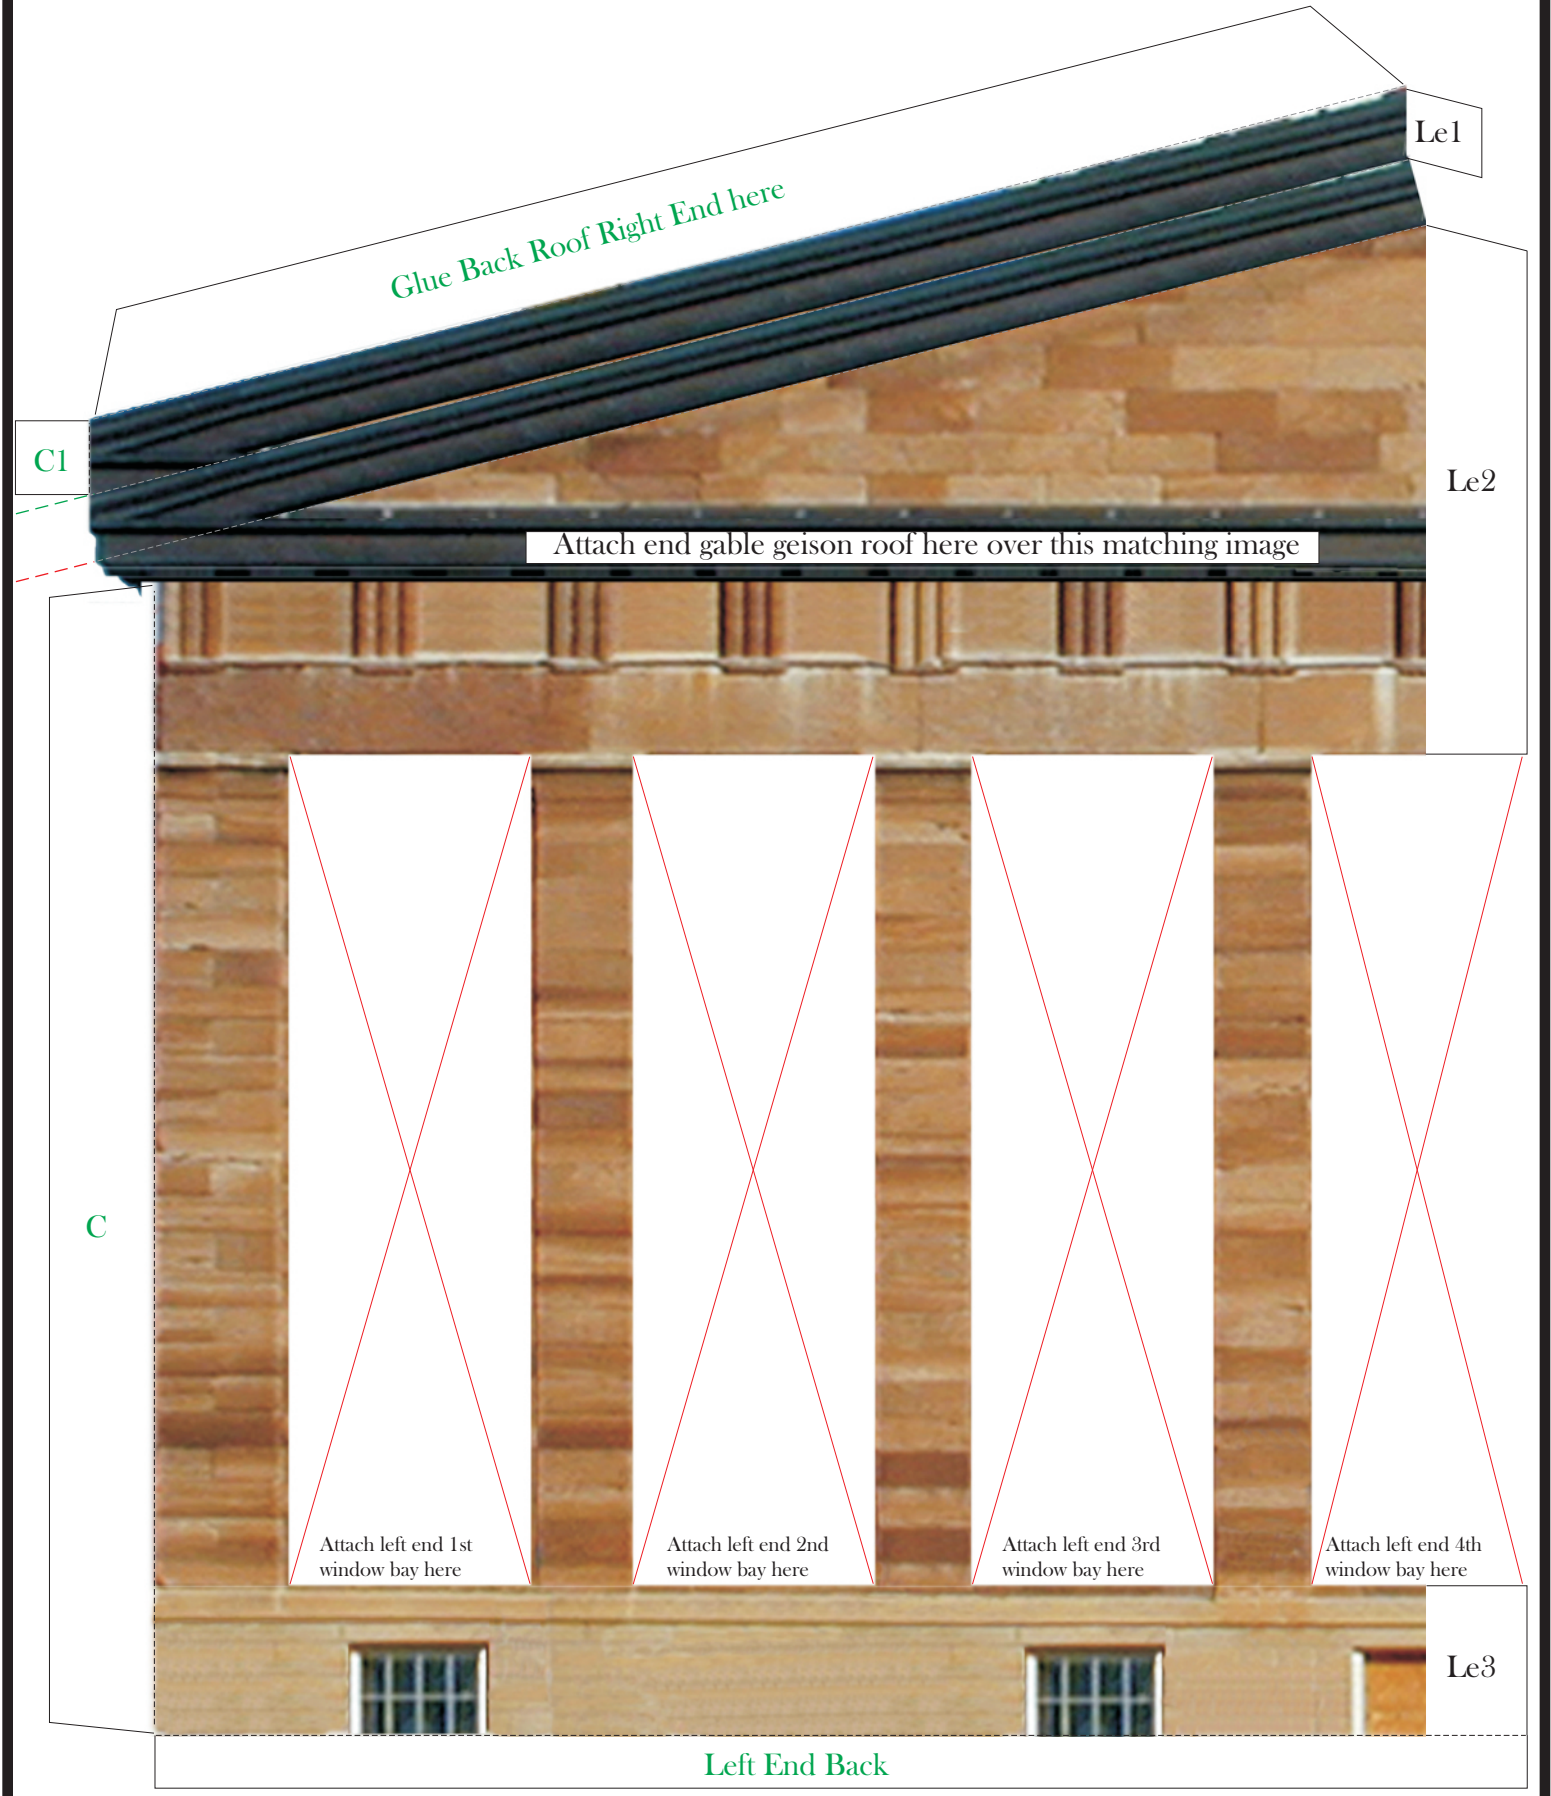 Le1
Glue Back Roof Right End here
C1
Le2
Attach end gable geison roof here over this matching image
C
Attach left end 1st
window bay here
Attach left end 2nd
window bay here
Attach left end 3rd
window bay here
Attach left end 4th
window bay here
Le3
Left End Back